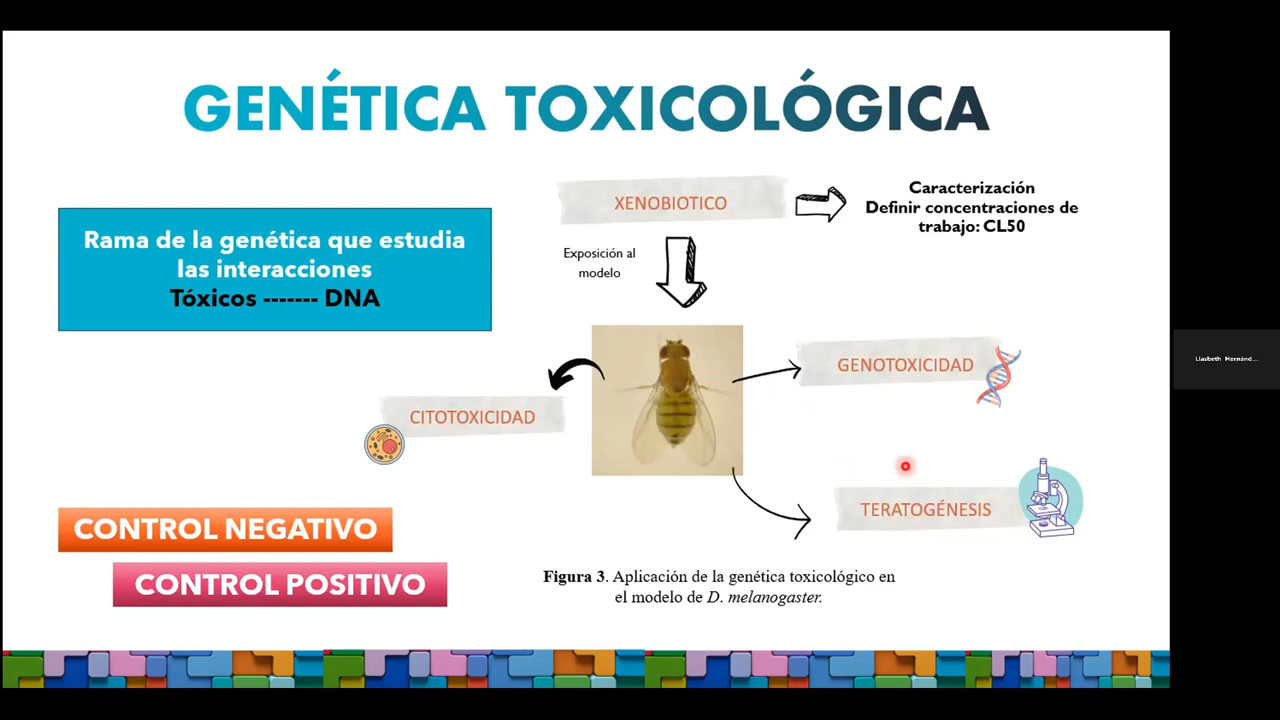 GENÉTICA TOXICOLÓGICA
Rama de la genética que estudia
las interacciones
Tóxicos ------- DNA
XENOBIOTICO
Caracterización
Definir concentraciones de
trabajo: CL50
Exposición al
modelo
GENOTOXICIDAD
CITOTOXICIDAD
TERATOGÉNESIS
CONTROL NEGATIVO
CONTROL POSITIVO
Figura 3. Aplicación de la genética toxicológico en
el modelo de D. melanogaster.